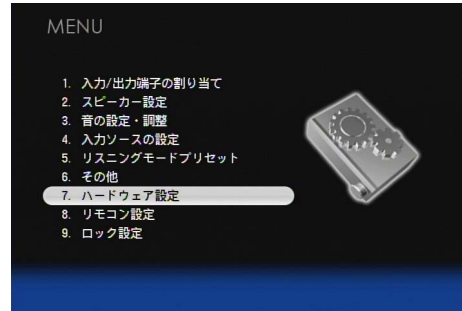 MENU
1. 入力/出力端子の割り当て
2. スピーカー設定
3. 音の設定・調整
4. 入力ソースの設定
5. リスニングモードプリセット
6. その他
7. ハードウェア設定
8. リモコン設定
9. ロック設定